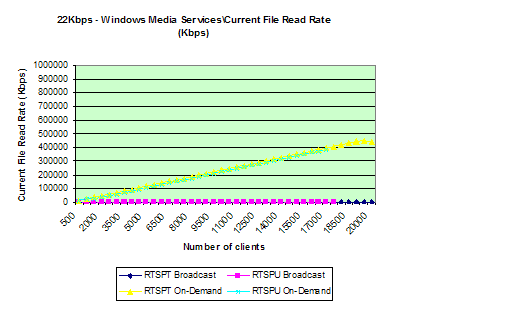 22Kbps - Windows Media Services\Current File Read Rate
(Kbps)
Current File Read Rate (Kbps)
1000000
900000
800000
700000
600000
500000
400000
300000
200000
100000
0
500 2000 3500 5000 6500 8000 9500 11000 12500 14000 15500 17000 18500 20000
Number of clients
RTSPT Broadcast RTSPU Broadcast
RTSPT On-Demand RTSPU On-Demand